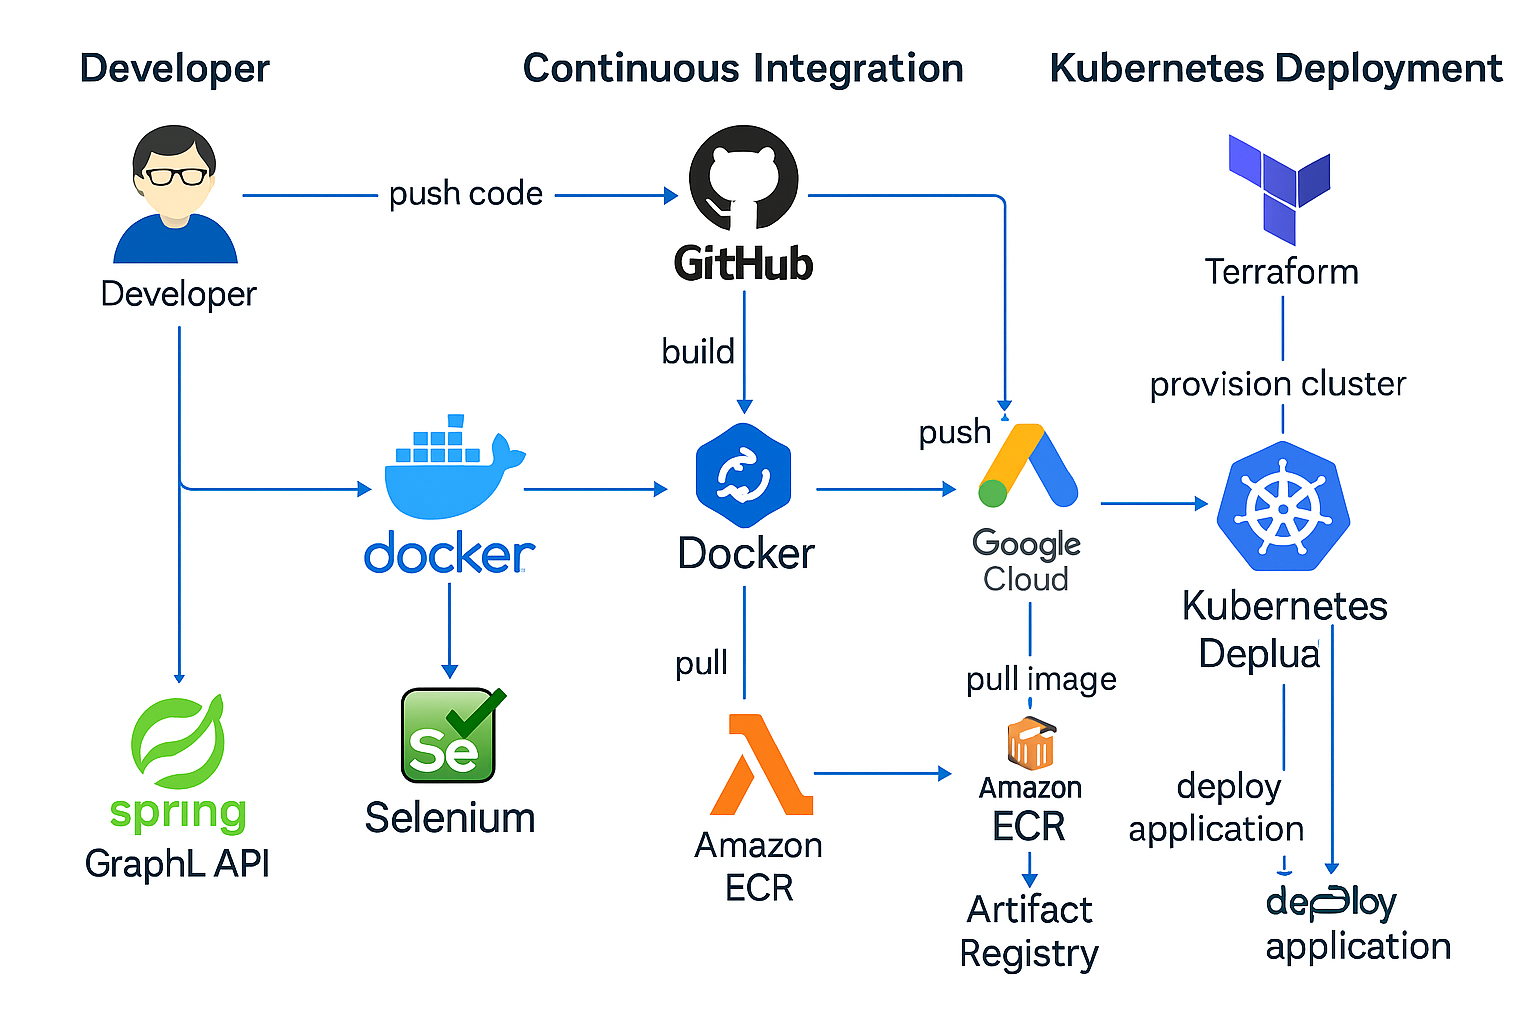 Developer
Continuous Integration
Kubernetes Deployment
push code
GitHub
Developer
Terraform
build
provision cluster
push
docker
Docker
Google
Cloud
Kubernetes
Deplua
pull
pull image
Se
spring
GraphL API
Selenium
Amazon
ECR
Amazon
ECR
Artifact
Registry
deploy
application
application